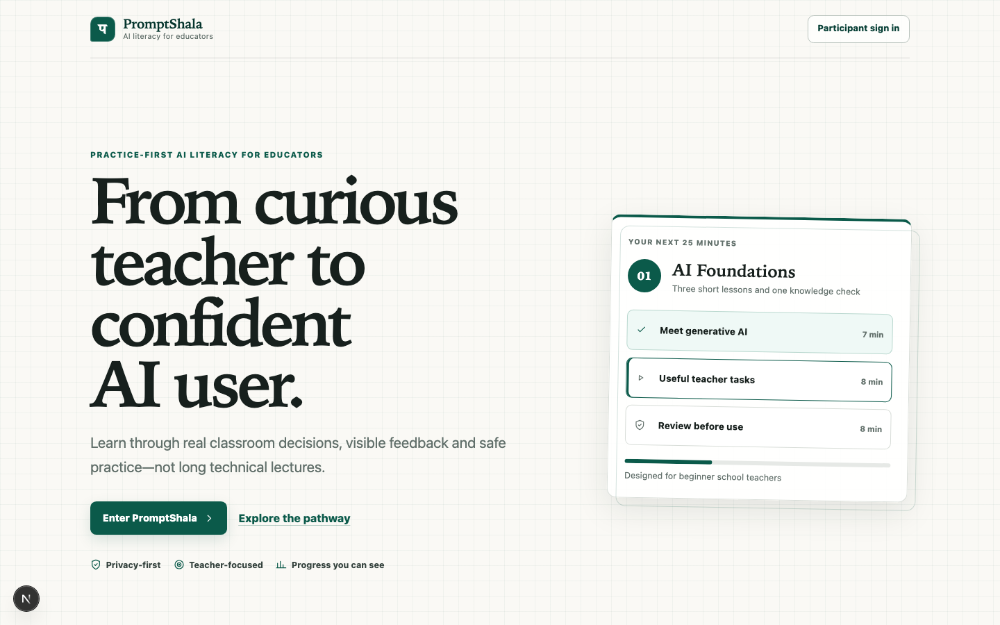 प
PromptShala
AI literacy for educators
Participant sign in
PRACTICE-FIRST AI LITERACY FOR EDUCATORS
From curious
teacher to
confident
AI user.
Learn through real classroom decisions, visible feedback and safe
practice—not long technical lectures.
Enter PromptShala
Explore the pathway
Privacy-first
Teacher-focused
Progress you can see
YOUR NEXT 25 MINUTES
01
AI Foundations
Three short lessons and one knowledge check
Meet generative AI
7 min
Useful teacher tasks
8 min
Review before use
8 min
Designed for beginner school teachers
N